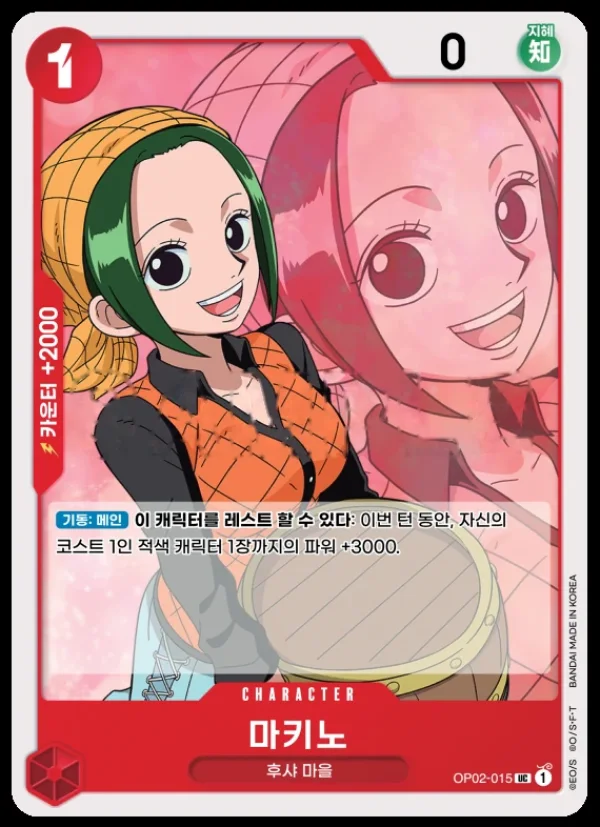 1
0
지혜
知
카운터 +2000
기동: 메인 이 캐릭터를 레스트 할 수 있다: 이번 턴 동안, 자신의
코스트 1인 적색 캐릭터 1장까지의 파워 +3000.
CHARACTER
마키노
후샤 마을
OP02-015 UC 1
©EO/S ©O/S·F·T BANDAI MADE IN KOREA